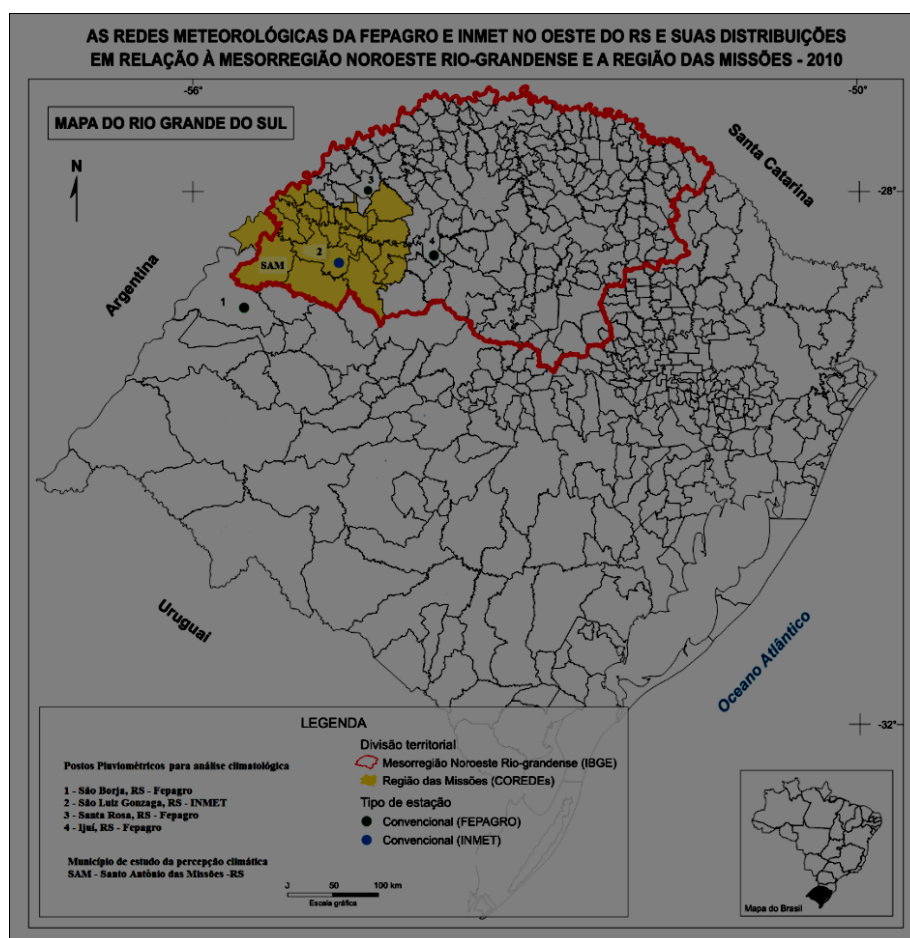 AS REDES METEOROLÓGICAS DA FEPAGRO E INMET NO OESTE DO RS E SUAS DISTRIBUIÇÕES
EM RELAÇÃO À MESORREGIÃO NOROESTE RIO-GRANDENSE E A REGIÃO DAS MISSÕES - 2010
-56°
-50°
MAPA DO RIO GRANDE DO SUL
Santa Catarina
N
3
-28°
4
2
SAM
Argentina
1
Uruguai
Oceano Atlântico
-32°
LEGENDA
Divisão territorial
Mesorregião Noroeste Rio-grandense (IBGE)
Região das Missões (COREDEs)
Tipo de estação
Convencional (FEPAGRO)
Convencional (INMET)
Postos Pluviométricos para análise climatológica
1 - São Borja, RS - Fepagro
2 - São Luiz Gonzaga, RS - INMET
3 - Santa Rosa, RS - Fepagro
4 - Ijuí, RS - Fepagro
Município de estudo da percepção climática
SAM - Santo Antônio das Missões -RS
0 50 100 km
Escala gráfica
Mapa do Brasil